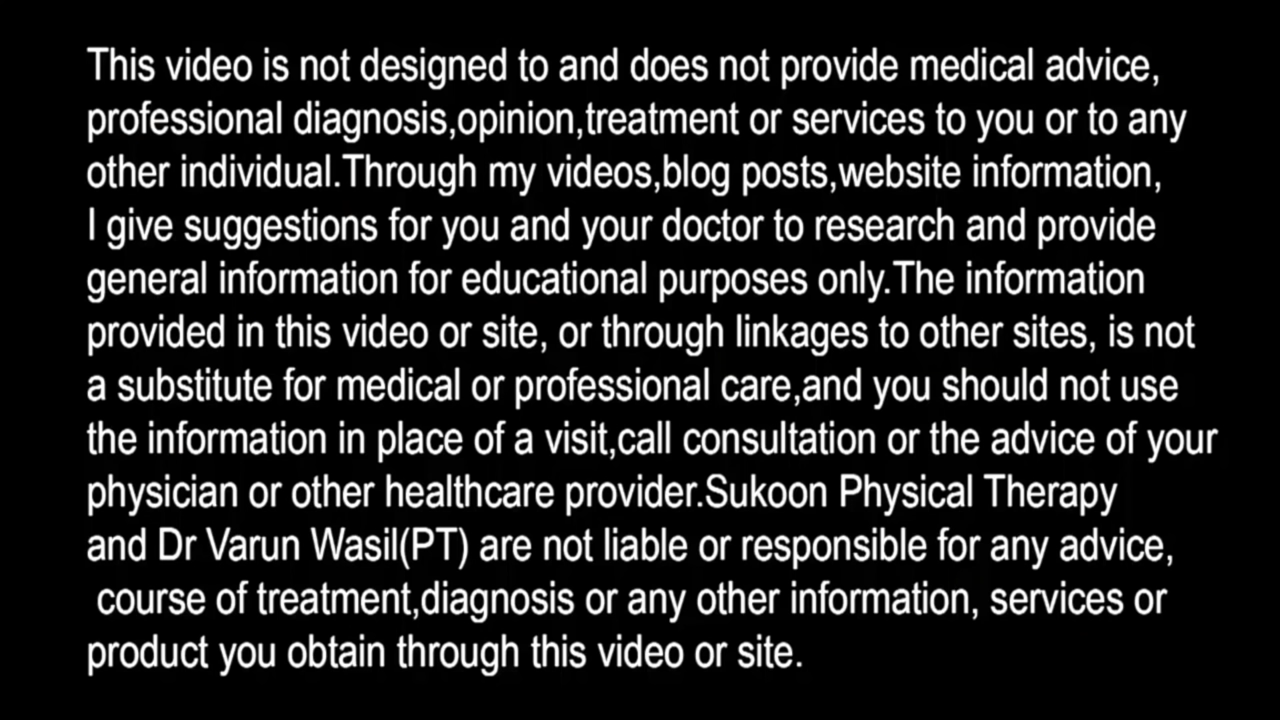 This video is not designed to and does not provide medical advice,
professional diagnosis,opinion,treatment or services to you or to any
other individual.Through my videos,blog posts,website information,
I give suggestions for you and your doctor to research and provide
general information for educational purposes only.The information
provided in this video or site, or through linkages to other sites, is not
a substitute for medical or professional care,and you should not use
the information in place of a visit,call consultation or the advice of your
physician or other healthcare provider.Sukoon Physical Therapy
and Dr Varun Wasil(PT) are not liable or responsible for any advice,
course of treatment,diagnosis or any other information, services or
product you obtain through this video or site.